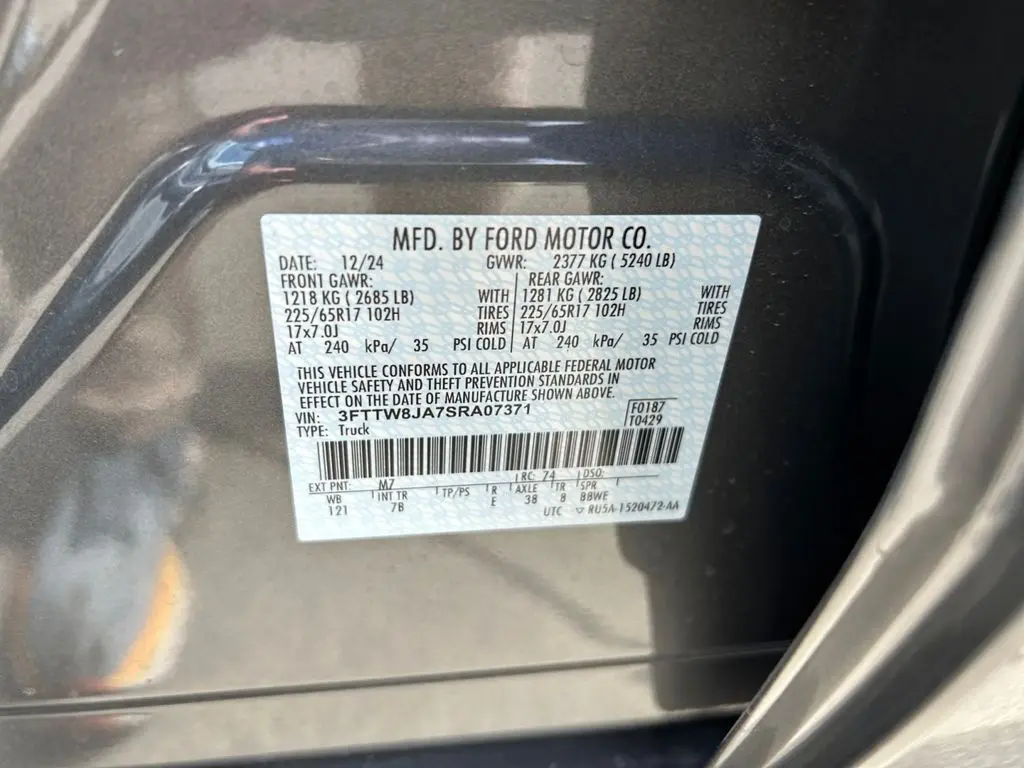 MFD. BY FORD MOTOR CO.
DATE: 12/24 GVWR: 2377 KG ( 5240 LB)
FRONT GAWR: REAR GAWR:
1218 KG ( 2685 LB) WITH 1281 KG ( 2825 LB) WITH
225/65R17 102H TIRES 225/65R17 102H TIRES
17x7.0J RIMS 17x7.0J RIMS
AT 240 kPa/ 35 PSI COLD AT 240 kPa/ 35 PSI COLD
THIS VEHICLE CONFORMS TO ALL APPLICABLE FEDERAL MOTOR
VEHICLE SAFETY AND THEFT PREVENTION STANDARDS IN
EFFECT ON THE DATE OF MANUFACTURE SHOWN ABOVE.
VIN: 3FTTW8JA7SRA07371 F0187
TYPE: Truck T0429
EXT PNT: M7 RC: 74 DSO:
WB INT TR TP/PS R AXLE TR SPR
121 7B E 38 8 BBWE
UTC ▽ RU5A-1520472-AA